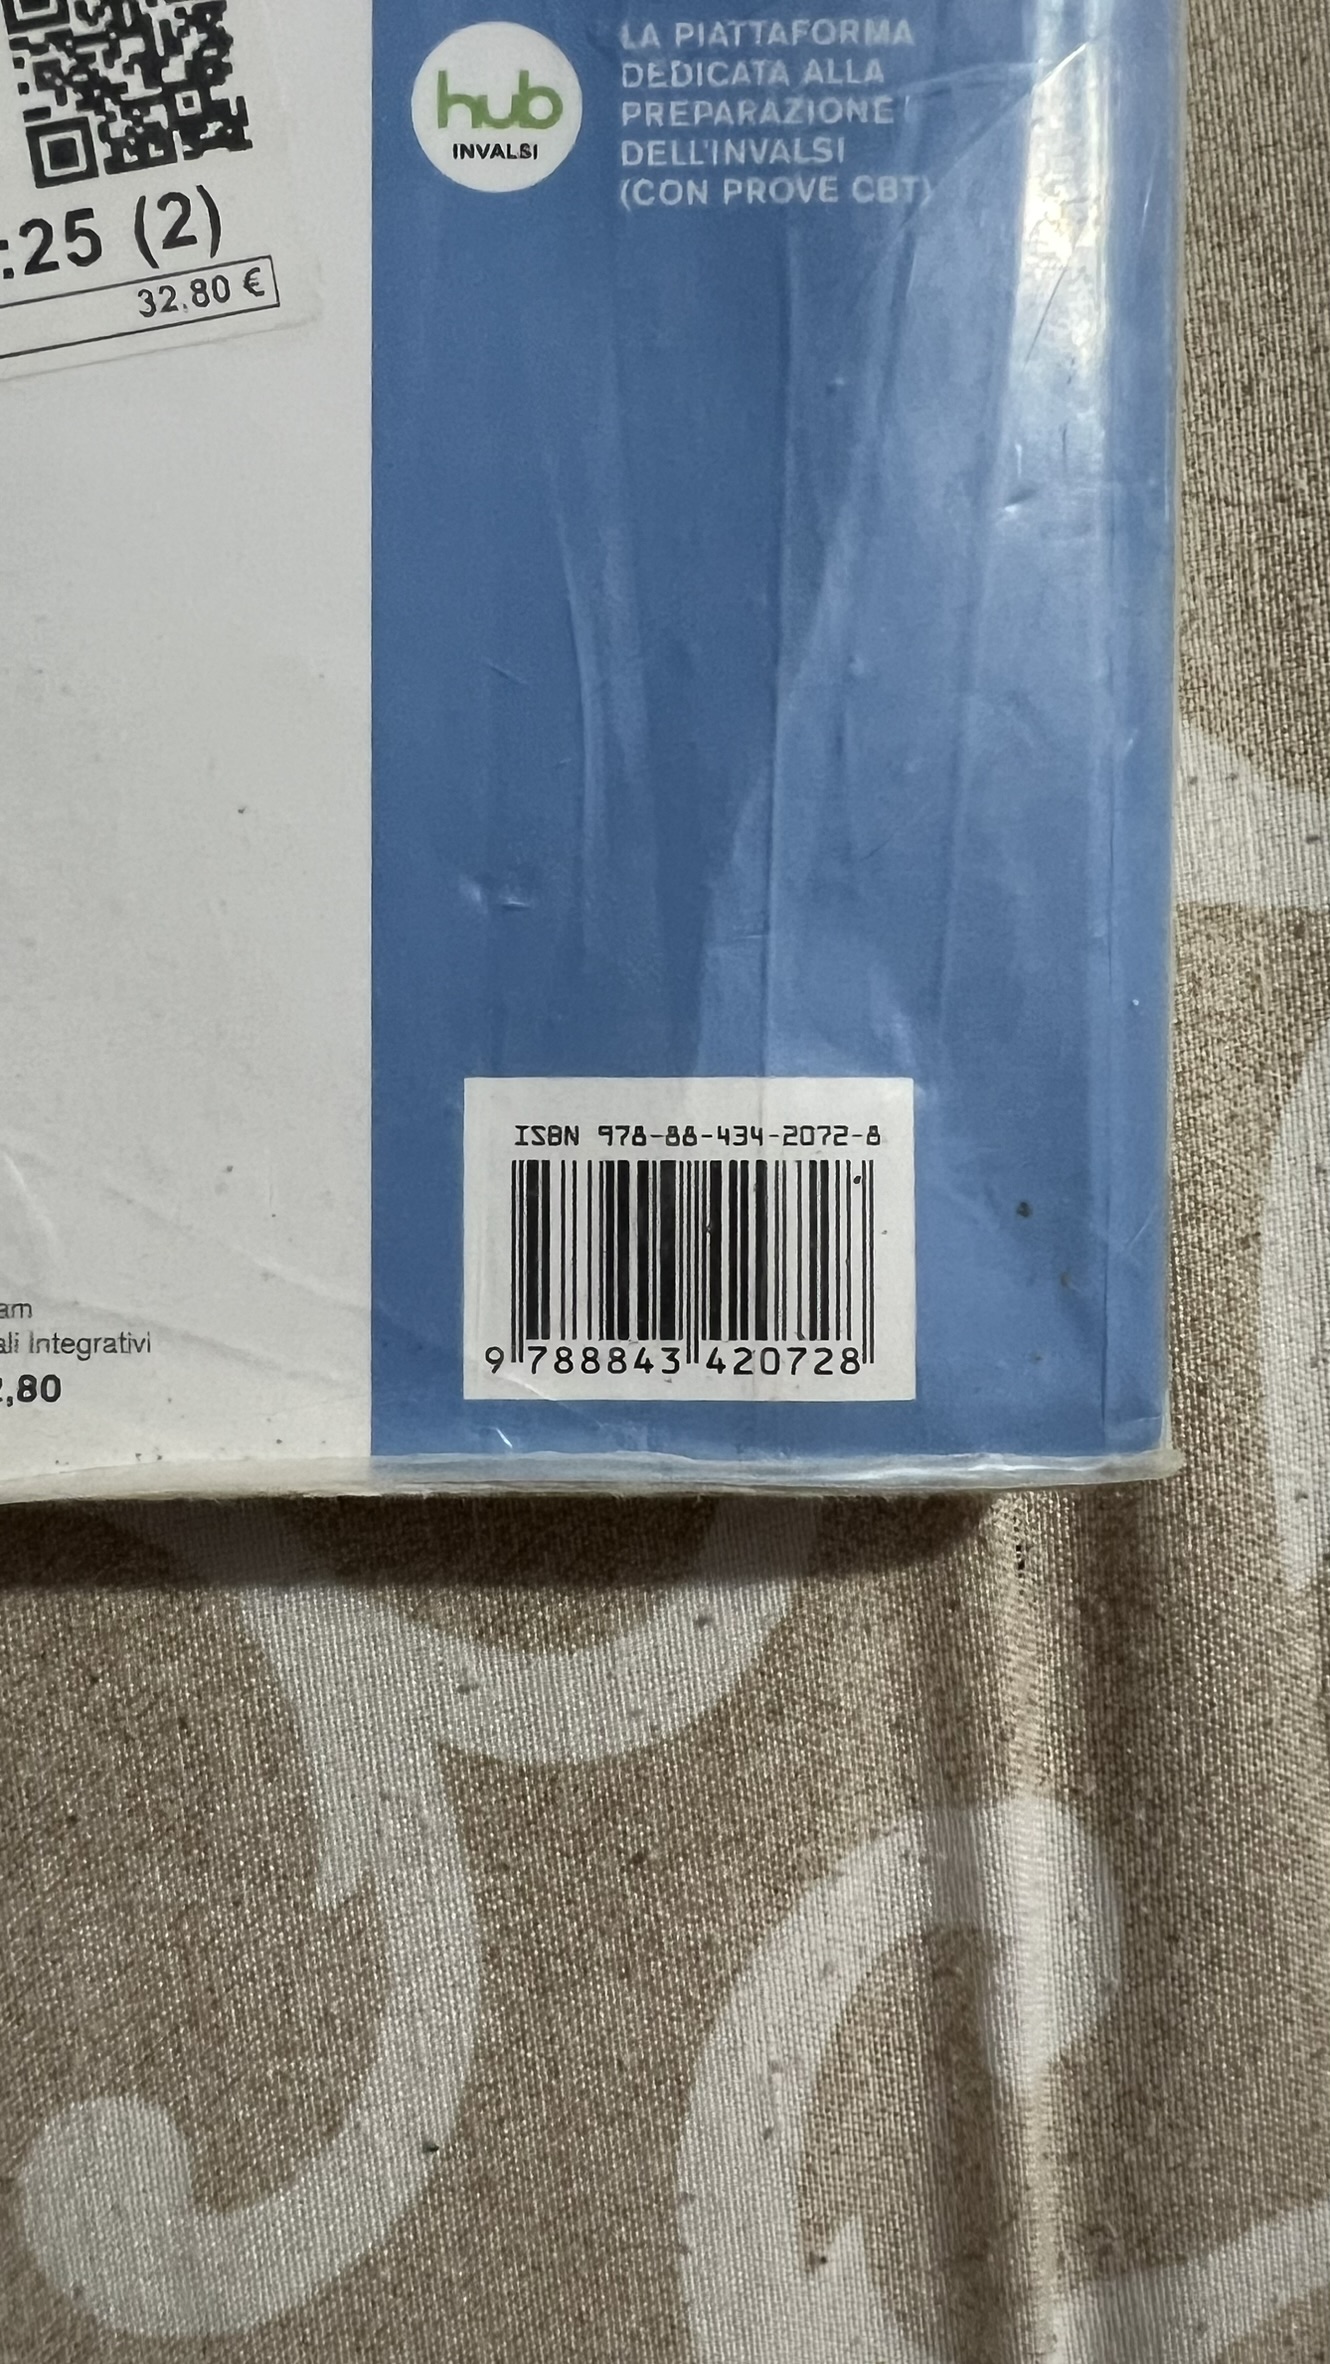 hub
INVALSI
LA PIATTAFORMA
DEDICATA ALLA
PREPARAZIONE
DELL'INVALSI
(CON PROVE CBT)
:25 (2)
32.80 €
ISBN 978-88-434-2072-8
9 788843 420728
am
ali Integrativi
,80